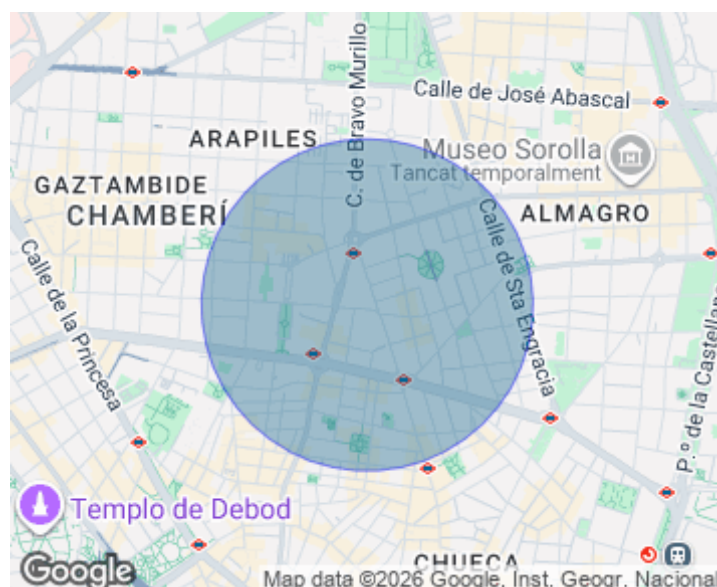 C. de Bravo Murillo
Calle de José Abascal
ARAPILES
Museo Sorolla
Tancat temporalment
GAZTAMBIDE
CHAMBERÍ
ALMAGRO
Calle de Sta Engracia
Calle de la Princesa
P.º de la Castellana
Templo de Debod
CHUECA
Google
Map data ©2026 Google, Inst. Geogr. Nacional